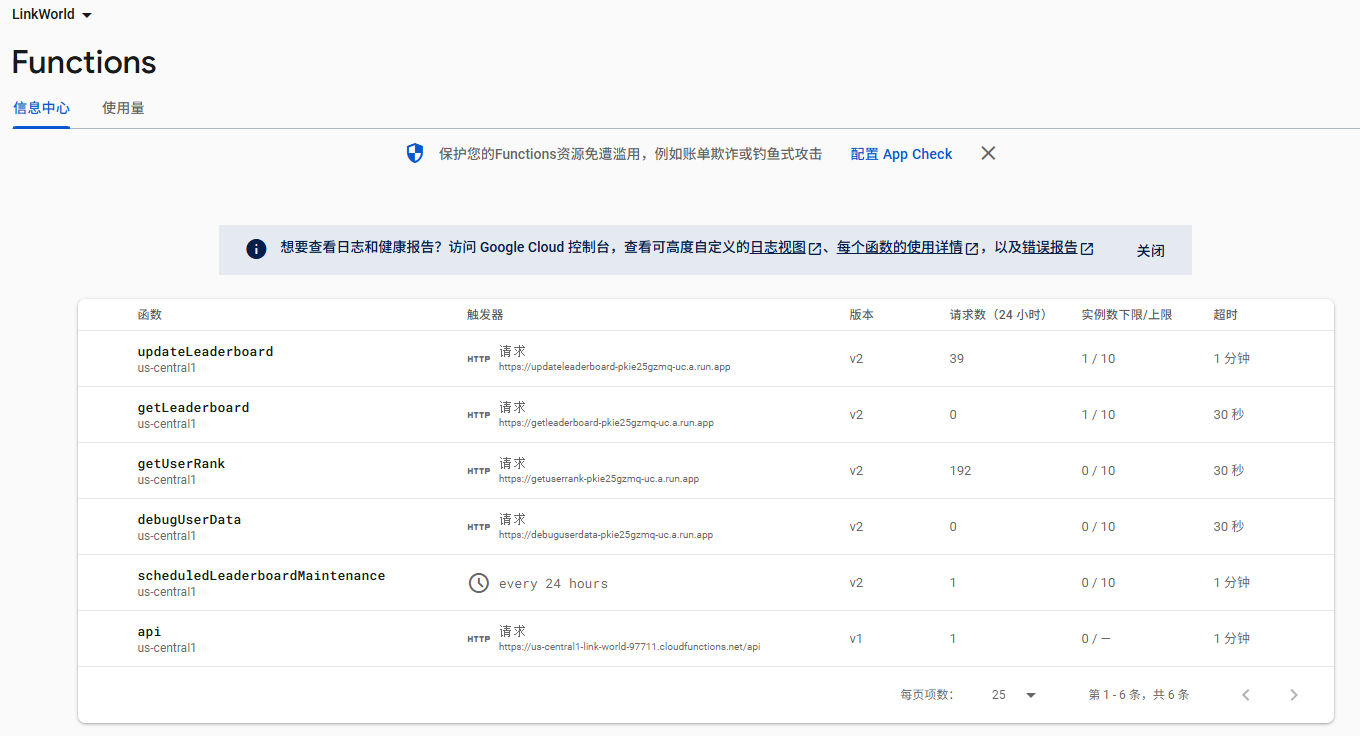 LinkWorld
Functions
信息中心 使用量
保护您的Functions资源免遭滥用，例如账单欺诈或钓鱼式攻击 配置 App Check
想要查看日志和健康报告？访问 Google Cloud 控制台，查看可高度自定义的日志视图、每个函数的使用详情，以及错误报告 关闭
函数 触发器 版本 请求数（24 小时） 实例数下限/上限 超时
updateLeaderboard
us-central1
HTTP 请求
https://updateleaderboard-pkie25gzmq-uc.a.run.app
v2 39 1 / 10 1 分钟
getLeaderboard
us-central1
HTTP 请求
https://getleaderboard-pkie25gzmq-uc.a.run.app
v2 0 1 / 10 30 秒
getUserRank
us-central1
HTTP 请求
https://getuserrank-pkie25gzmq-uc.a.run.app
v2 192 0 / 10 30 秒
debugUserData
us-central1
HTTP 请求
https://debuguserdata-pkie25gzmq-uc.a.run.app
v2 0 0 / 10 30 秒
scheduledLeaderboardMaintenance
us-central1
every 24 hours
v2 1 0 / 10 1 分钟
api
us-central1
HTTP 请求
https://us-central1-link-world-97711.cloudfunctions.net/api
v1 1 0 / — 1 分钟
每页项数： 25 第 1 - 6 条，共 6 条